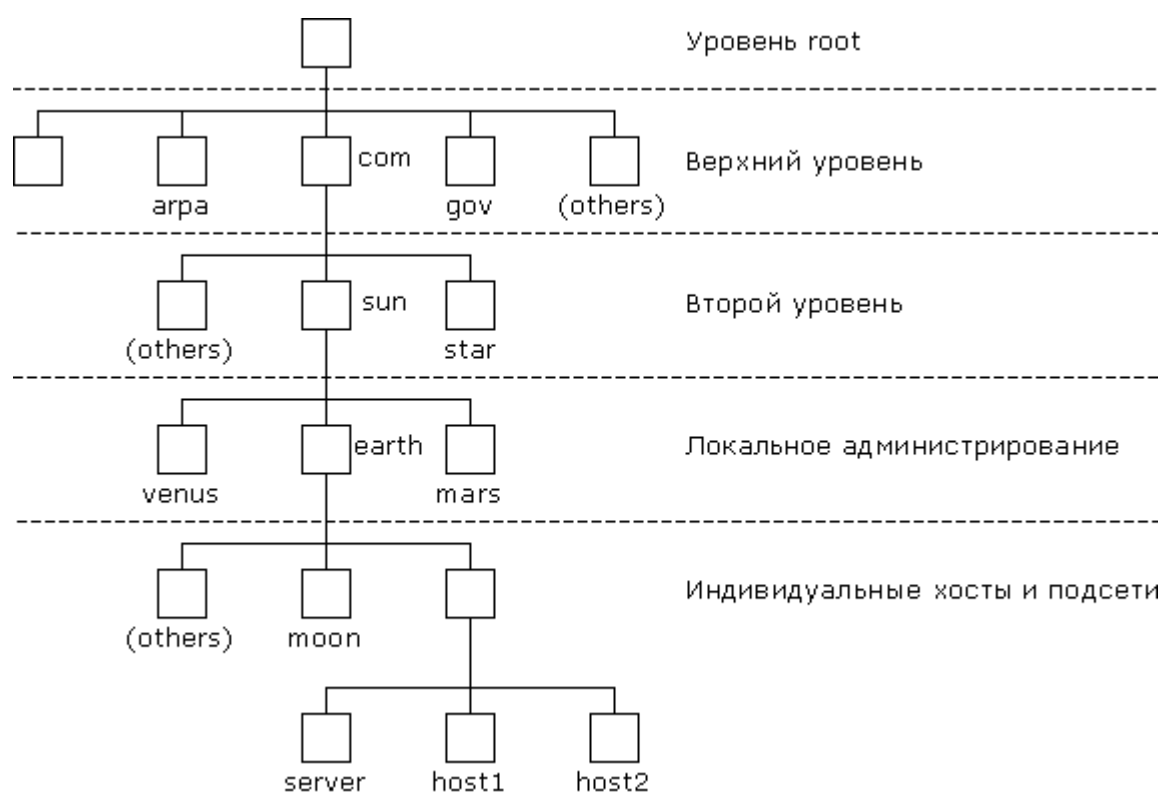 Уровень root
com
Верхний уровень
arpa
gov
(others)
sun
Второй уровень
(others)
star
earth
Локальное администрирование
venus
mars
Индивидуальные хосты и подсети
(others)
moon
server
host1
host2